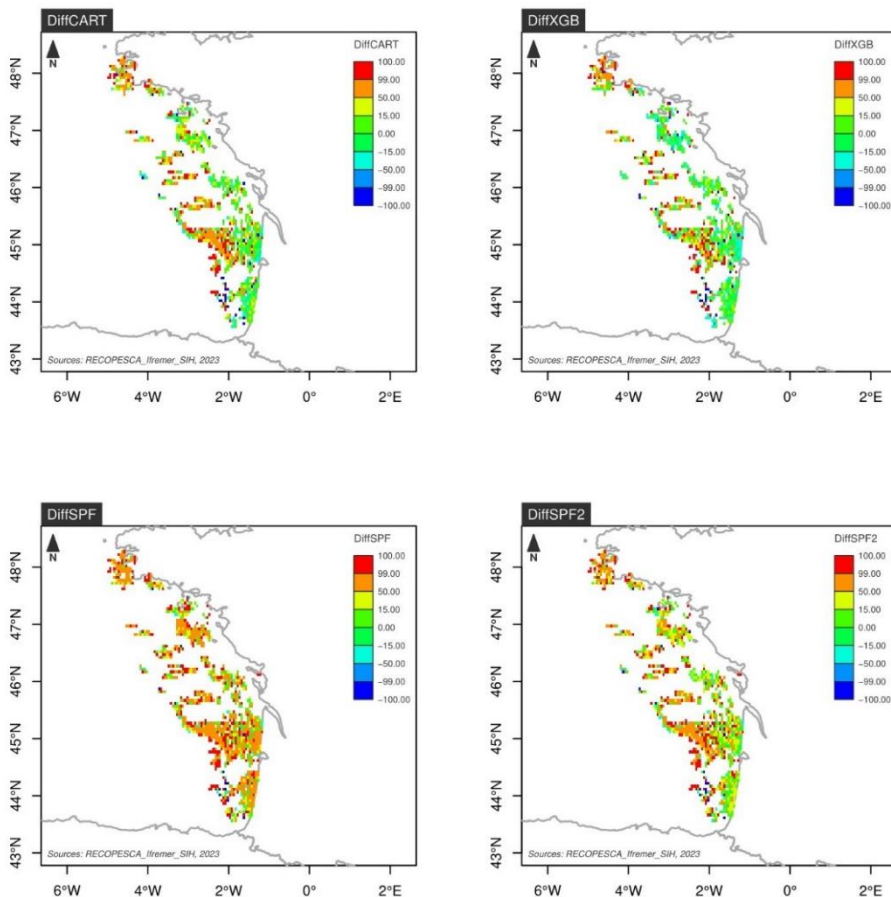 DiffCART
DiffCART
N
100.00
99.00
50.00
15.00
0.00
−15.00
−50.00
−99.00
−100.00
48°N
47°N
46°N
45°N
44°N
43°N
Sources: RECOPESCA_Ifremer_SIH, 2023
6°W 4°W 2°W 0° 2°E
DiffXGB
DiffXGB
N
100.00
99.00
50.00
15.00
0.00
−15.00
−50.00
−99.00
−100.00
48°N
47°N
46°N
45°N
44°N
43°N
Sources: RECOPESCA_Ifremer_SIH, 2023
6°W 4°W 2°W 0° 2°E
DiffSPF
DiffSPF
N
100.00
99.00
50.00
15.00
0.00
−15.00
−50.00
−99.00
−100.00
48°N
47°N
46°N
45°N
44°N
43°N
Sources: RECOPESCA_Ifremer_SIH, 2023
6°W 4°W 2°W 0° 2°E
DiffSPF2
DiffSPF2
N
100.00
99.00
50.00
15.00
0.00
−15.00
−50.00
−99.00
−100.00
48°N
47°N
46°N
45°N
44°N
43°N
Sources: RECOPESCA_Ifremer_SIH, 2023
6°W 4°W 2°W 0° 2°E